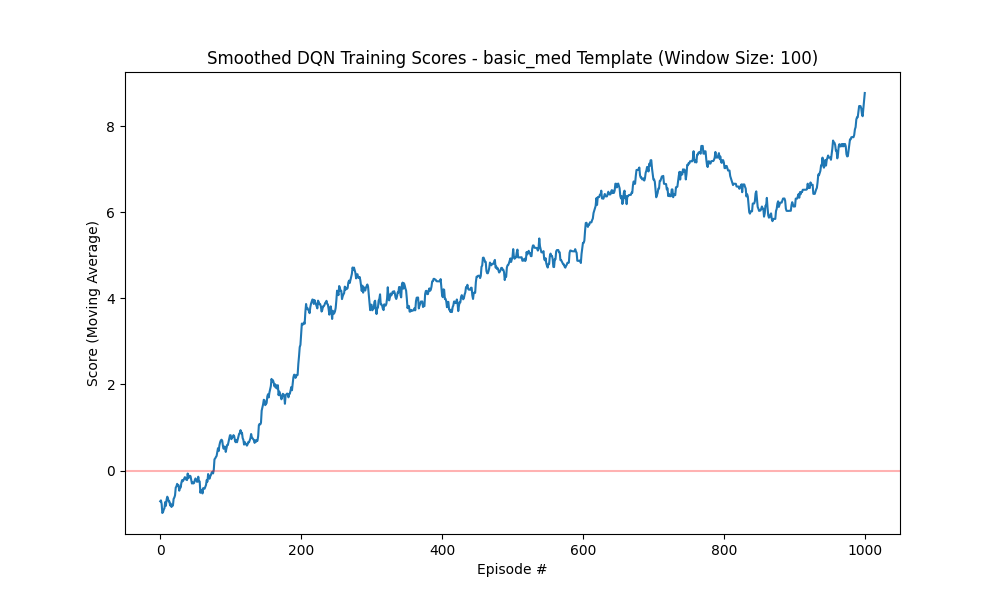 Smoothed DQN Training Scores - basic_med Template (Window Size: 100)
Score (Moving Average)
8
6
4
2
0
0 200 400 600 800 1000
Episode #